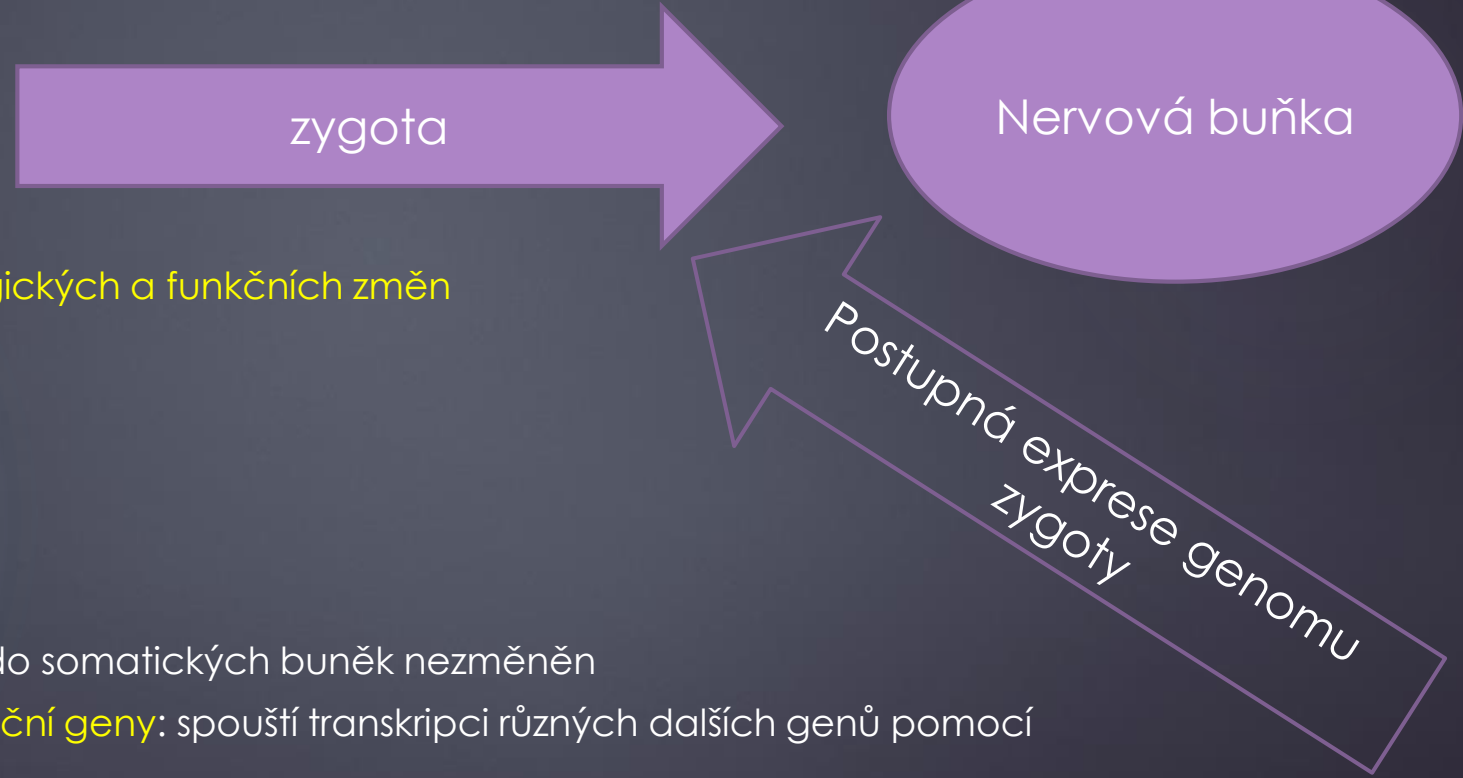 zygota
Nervová buňka
gických a funkčních změn
Postupná exprese genomu
zygoty
do somatických buněk nezměněn
ční geny: spouští transkripci různých dalších genů pomocí